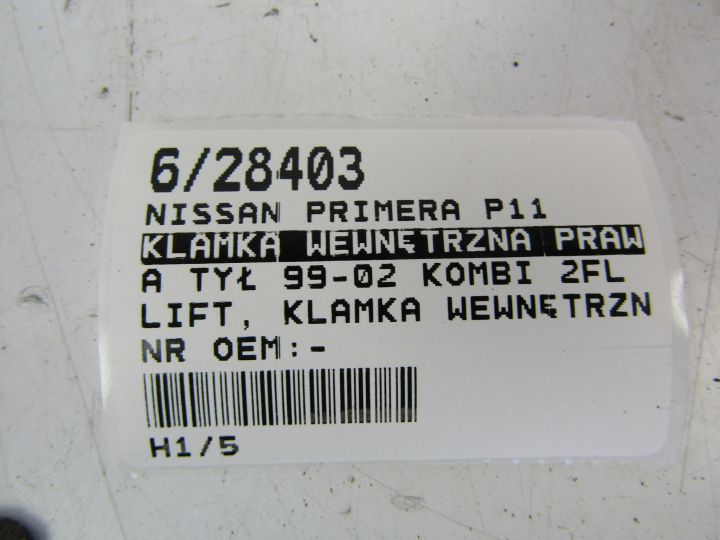 6/28403
NISSAN PRIMERA P11
KLAMKA WEWNĘTRZNA PRAW
A TYŁ 99-02 KOMBI 2FL
LIFT, KLAMKA WEWNĘTRZN
NR OEM:-
H1/5